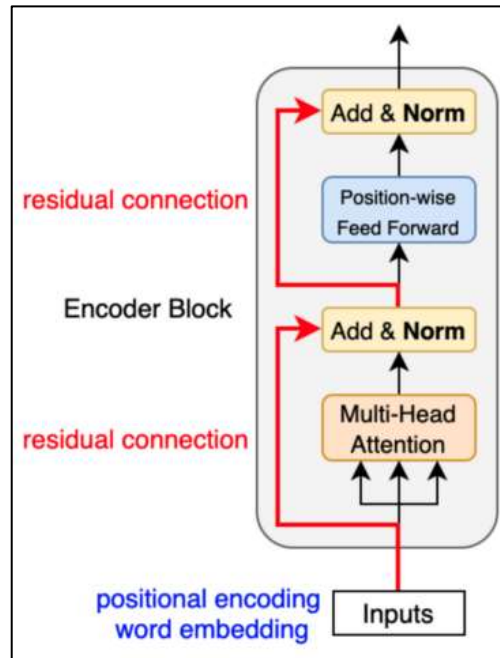 Add & Norm
residual connection
Position-wise
Feed Forward
Encoder Block
Add & Norm
Multi-Head
Attention
residual connection
positional encoding
word embedding
Inputs